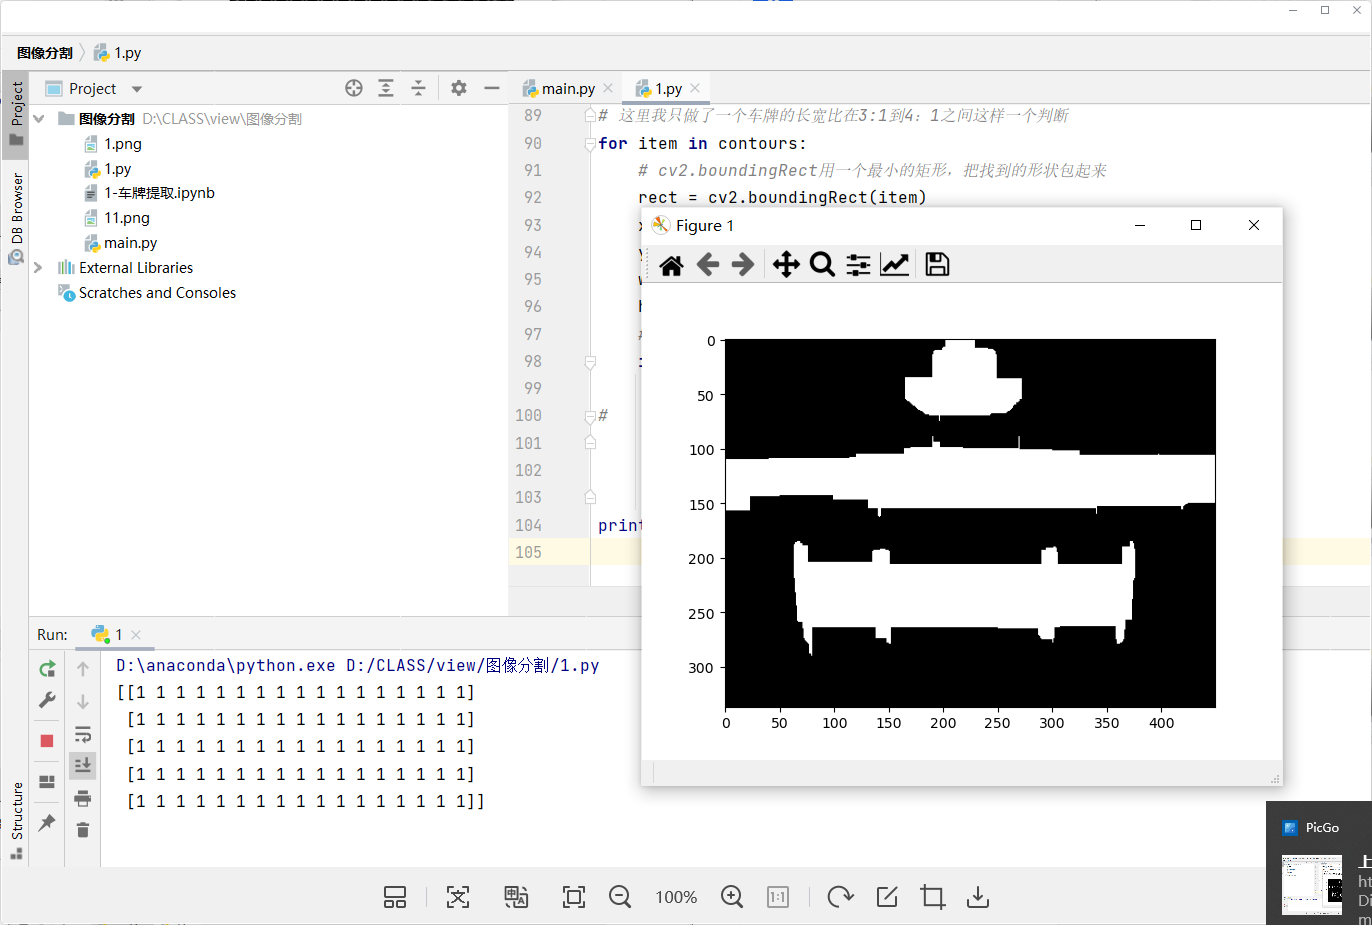 图像分割 1.py
Project
main.py 1.py
Project
DB Browser
Structure
图像分割 D:\CLASS\view\图像分割
1.png
1.py
1-车牌提取.ipynb
11.png
main.py
External Libraries
Scratches and Consoles
89 # 这里我只做了一个车牌的长宽比在3:1到4：1之间这样一个判断
90 for item in contours:
91 # cv2.boundingRect用一个最小的矩形，把找到的形状包起来
92 rect = cv2.boundingRect(item)
93
94
95
96
97 #
98
99
100 #
101
102
103
104 print
105
Figure 1
0
50
100
150
200
250
300
0 50 100 150 200 250 300 350 400
Run: 1
D:\anaconda\python.exe D:/CLASS/view/图像分割/1.py
[[1 1 1 1 1 1 1 1 1 1 1 1 1 1 1 1 1]
[1 1 1 1 1 1 1 1 1 1 1 1 1 1 1 1 1]
[1 1 1 1 1 1 1 1 1 1 1 1 1 1 1 1 1]
[1 1 1 1 1 1 1 1 1 1 1 1 1 1 1 1 1]
[1 1 1 1 1 1 1 1 1 1 1 1 1 1 1 1 1]]
100%
1:1
PicGo
上
ht
Di
m